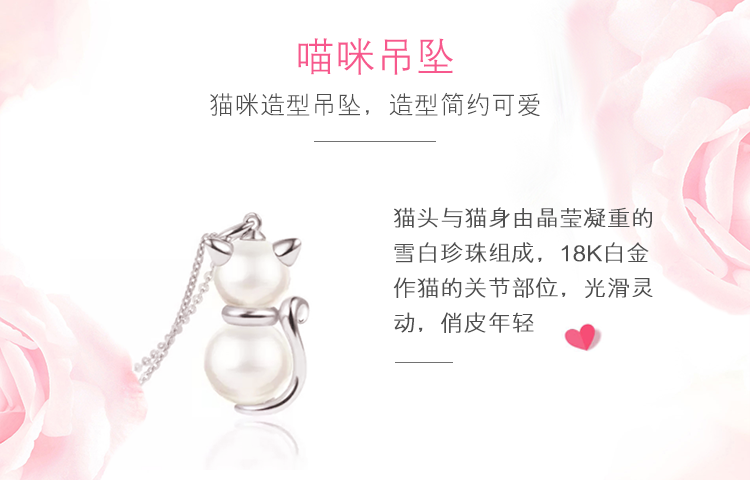 喵咪吊坠
猫咪造型吊坠，造型简约可爱
猫头与猫身由晶莹凝重的
雪白珍珠组成，18K白金
作猫的关节部位，光滑灵
动，俏皮年轻